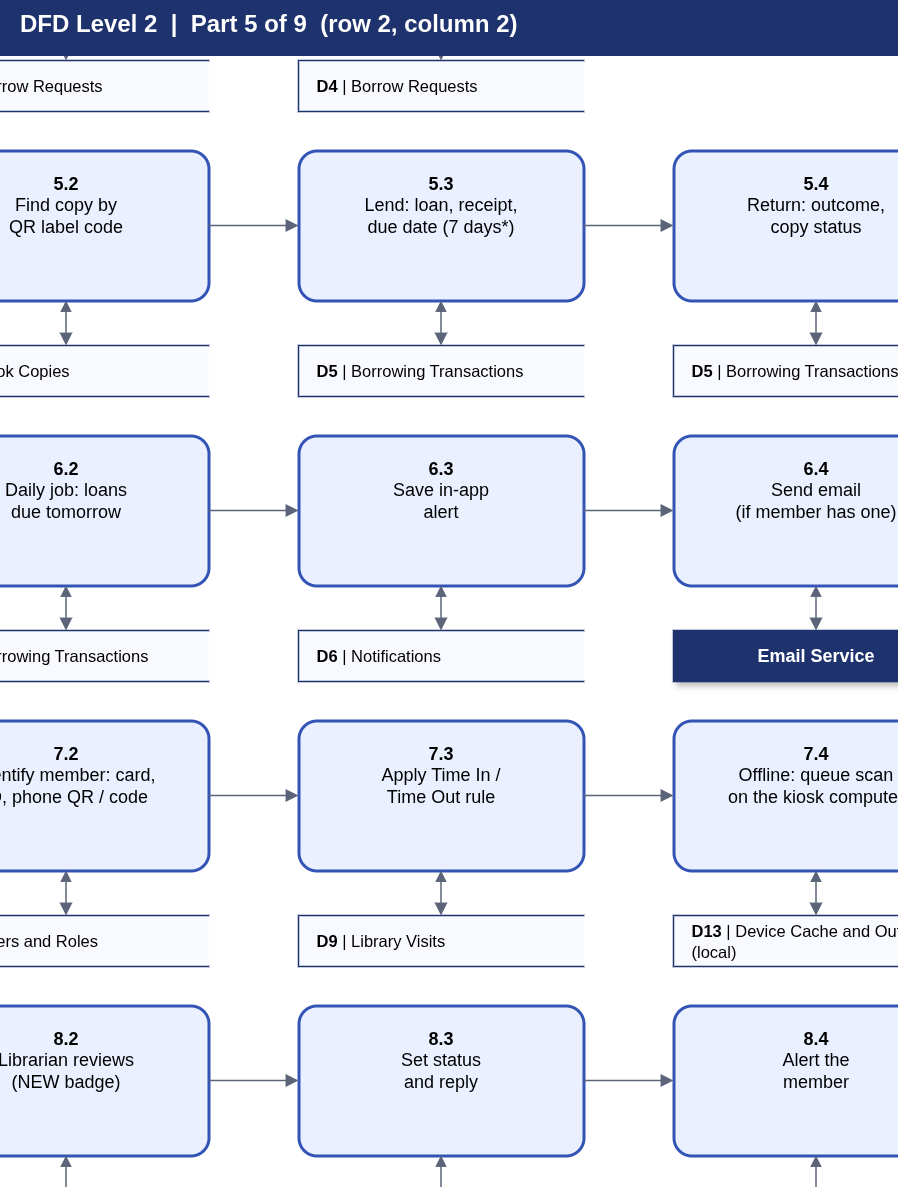 DFD Level 2 | Part 5 of 9 (row 2, column 2)
rrow Requests
D4 | Borrow Requests
5.2
Find copy by
QR label code
5.3
Lend: loan, receipt,
due date (7 days*)
5.4
Return: outcome,
copy status
ok Copies
D5 | Borrowing Transactions
D5 | Borrowing Transactions
6.2
Daily job: loans
due tomorrow
6.3
Save in-app
alert
6.4
Send email
(if member has one)
rrowing Transactions
D6 | Notifications
Email Service
7.2
entify member: card,
, phone QR / code
7.3
Apply Time In /
Time Out rule
7.4
Offline: queue scan
on the kiosk compute
ers and Roles
D9 | Library Visits
D13 | Device Cache and Ou
(local)
8.2
Librarian reviews
(NEW badge)
8.3
Set status
and reply
8.4
Alert the
member